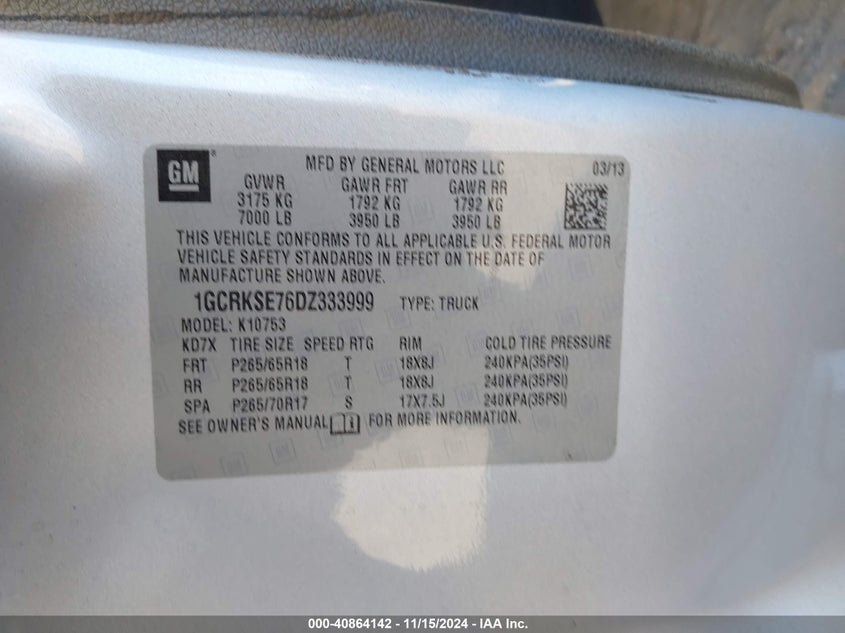 GM
MFD BY GENERAL MOTORS LLC 03/13
GVWR GAWR FRT GAWR RR
3175 KG 1792 KG 1792 KG
7000 LB 3950 LB 3950 LB
THIS VEHICLE CONFORMS TO ALL APPLICABLE U.S. FEDERAL MOTOR
VEHICLE SAFETY STANDARDS IN EFFECT ON THE DATE OF
MANUFACTURE SHOWN ABOVE.
1GCRKSE76DZ333999 TYPE: TRUCK
MODEL: K10753
KD7X TIRE SIZE SPEED RTG RIM COLD TIRE PRESSURE
FRT P265/65R18 T 18X8J 240KPA(35PSI)
RR P265/65R18 T 18X8J 240KPA(35PSI)
SPA P265/70R17 S 17X7.5J 240KPA(35PSI)
SEE OWNER'S MANUAL FOR MORE INFORMATION.
000-40864142 - 11/15/2024 - IAA Inc.